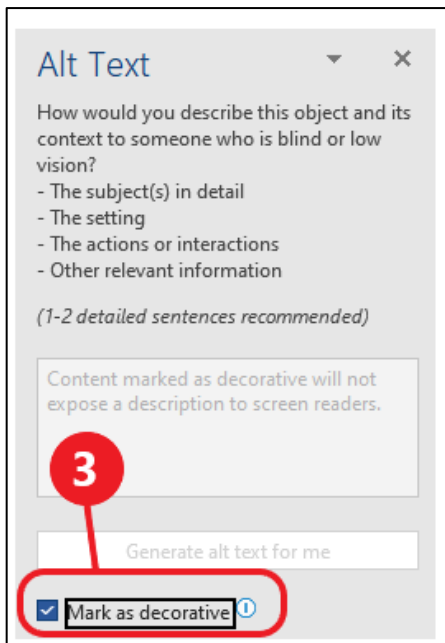 Alt Text
How would you describe this object and its
context to someone who is blind or low
vision?
- The subject(s) in detail
- The setting
- The actions or interactions
- Other relevant information
(1-2 detailed sentences recommended)
Content marked as decorative will not
expose a description to screen readers.
3
Generate alt text for me
Mark as decorative